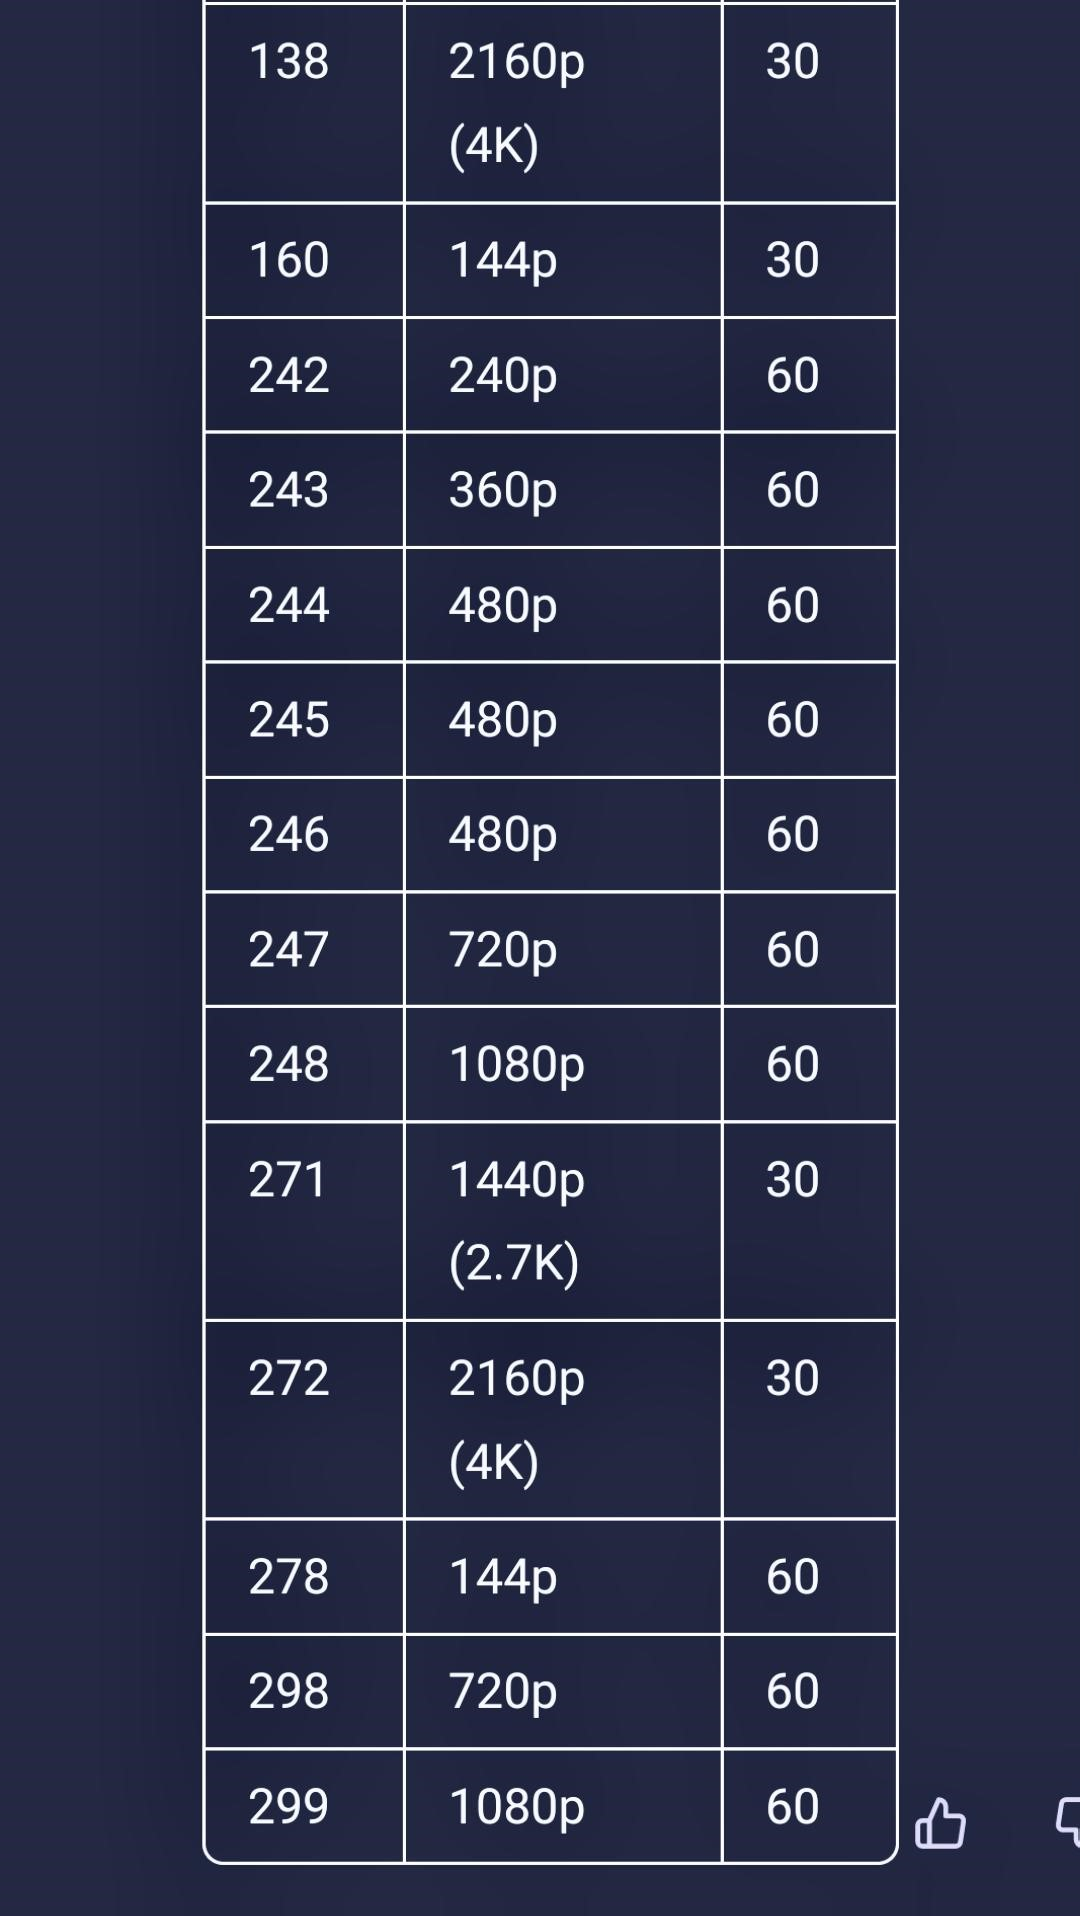 138 2160p 30
(4K)
160 144p 30
242 240p 60
243 360p 60
244 480p 60
245 480p 60
246 480p 60
247 720p 60
248 1080p 60
271 1440p 30
(2.7K)
272 2160p 30
(4K)
278 144p 60
298 720p 60
299 1080p 60